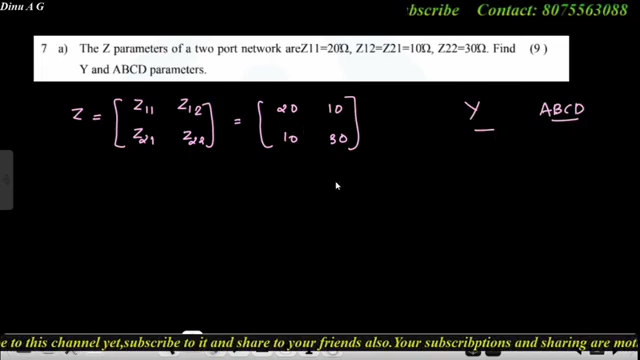 Dinu A G
bscribe Contact: 8075563088
7 a) The Z parameters of a two port network areZ11=20Ω, Z12=Z21=10Ω, Z22=30Ω. Find (9 )
Y and ABCD parameters.
Z = [ Z11 Z12 ] = [ 20 10 ] Y ABCD
[ Z21 Z22 ] [ 10 30 ]
e to this channel yet,subscribe to it and share to your friends also.Your subscribptions and sharing are mot